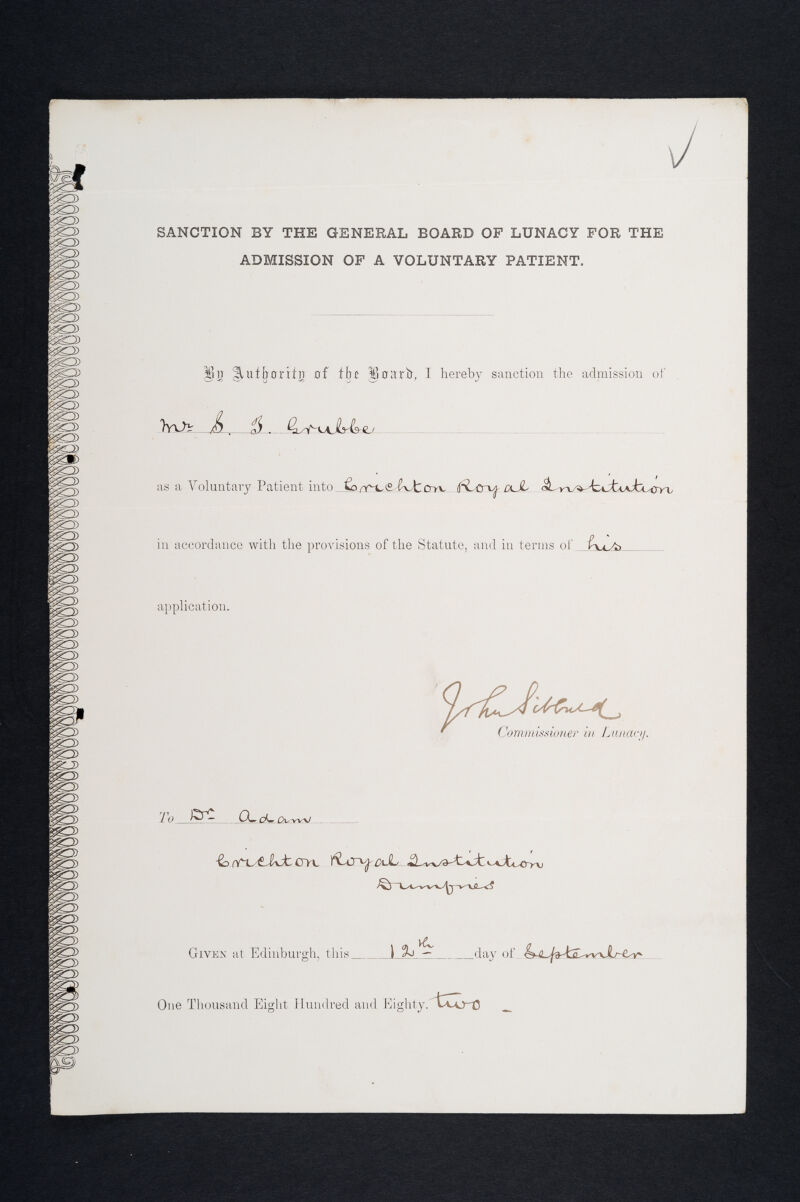 SANCTION BY THE GENERAL BOARD OF LUNACY FOR THE
ADMISSION OF A VOLUNTARY PATIENT.
By Authority of the Board, I hereby sanction the admission of
Mr S. J. Grubbe
as a Voluntary Patient into Crichton Royal Institution
in accordance with the provisions of the Statute, and in terms of his
application.
John Sibbald
Commissioner in Lunacy.
To Dr Adam
Crichton Royal Institution
Dumfries
GIVEN at Edinburgh, this 12th day of September
One Thousand Eight Hundred and Eighty. two